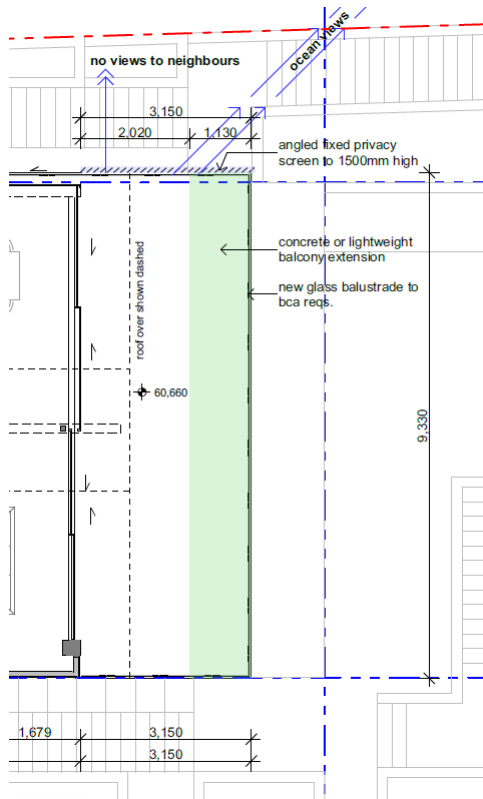 ocean views
no views to neighbours
3,150
2,020
1,130
angled fixed privacy
screen to 1500mm high
concrete or lightweight
balcony extension
new glass balustrade to
bca reqs.
roof over shown dashed
60,660
9,330
1,679
3,150
3,150